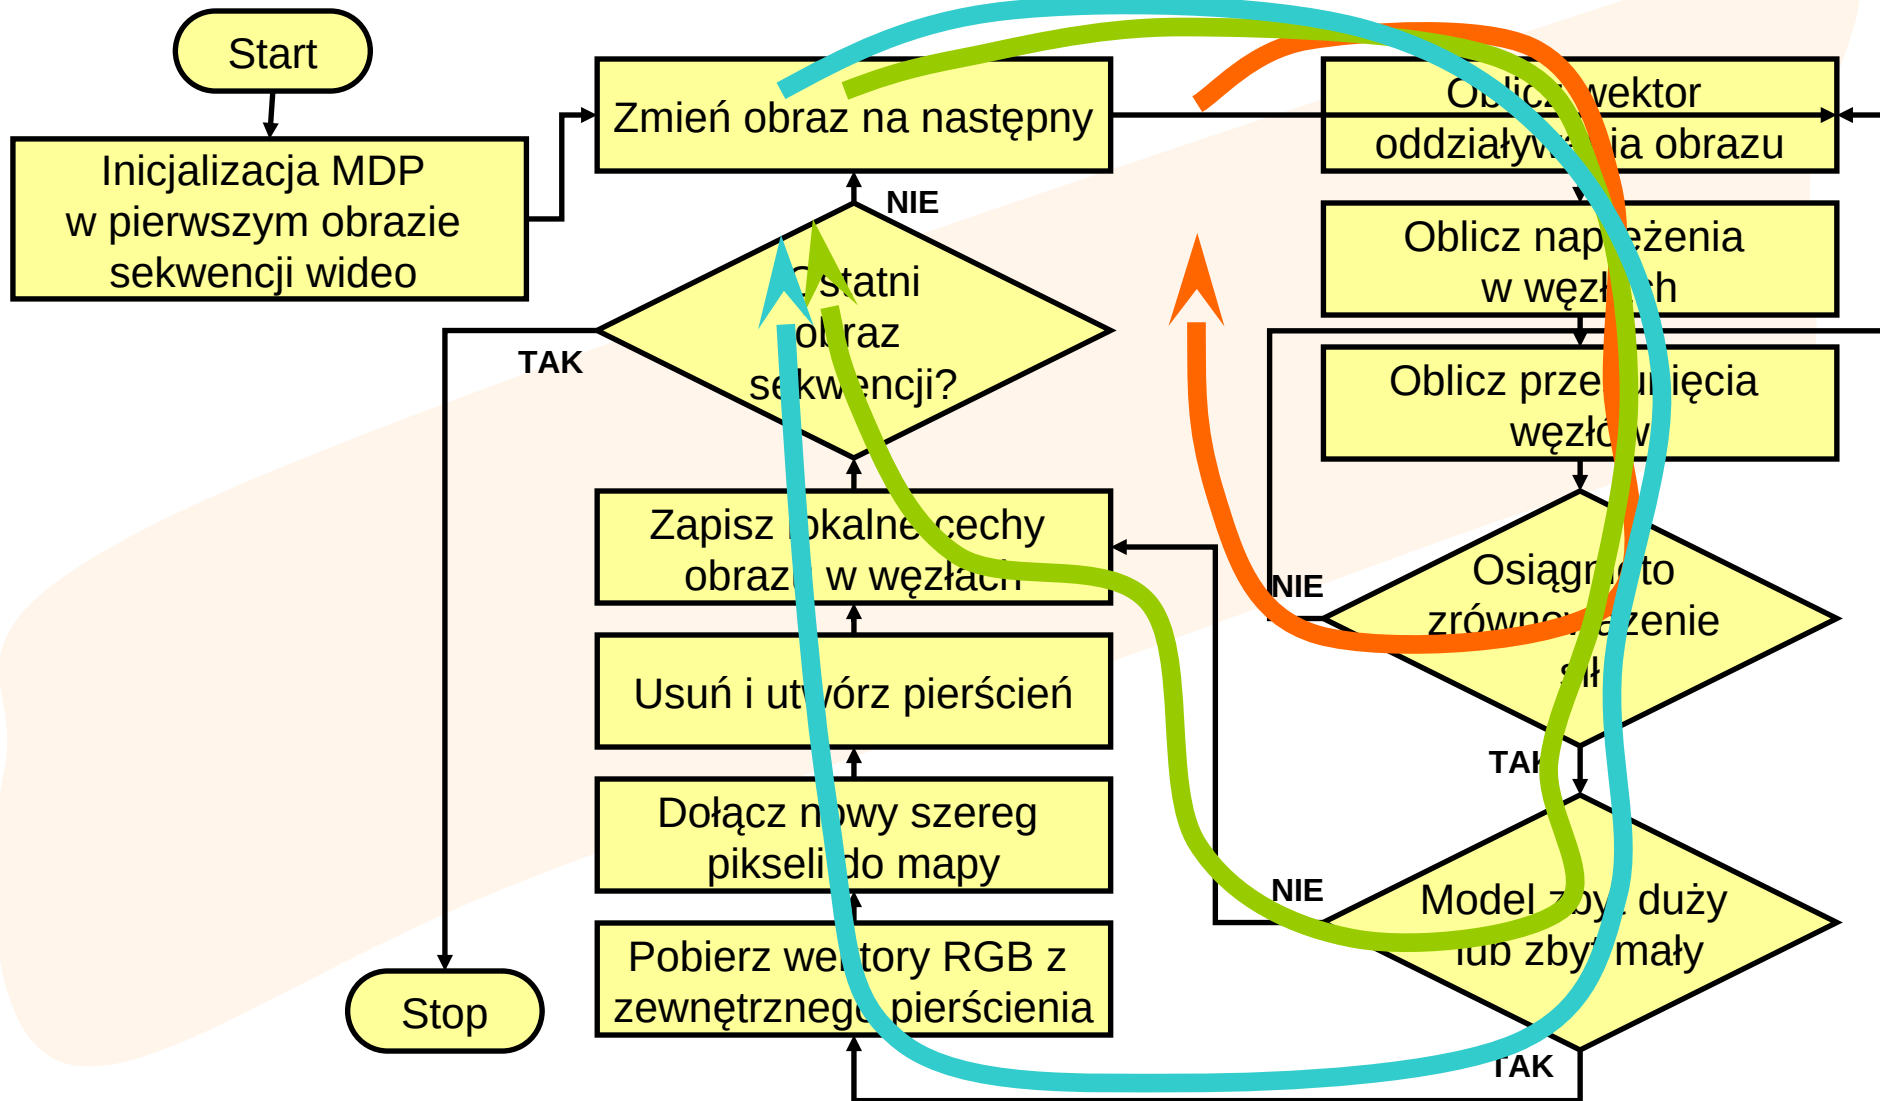 Start
Inicjalizacja MDP
w pierwszym obrazie
sekwencji wideo
Zmień obraz na następny
NIE
Ostatni
obraz
sekwencji?
TAK
Zapisz lokalne cechy
obrazu w węzłach
Usuń i utwórz pierścień
Dołącz nowy szereg
pikseli do mapy
Pobierz wektory RGB z
zewnętrznego pierścienia
Stop
Oblicz wektor
oddziaływania obrazu
Oblicz naprężenia
w węzłach
Oblicz przesunięcia
węzłów
Osiągnięto
zrównoważenie
sił
NIE
TAK
Model zbyt duży
lub zbyt mały
NIE
TAK